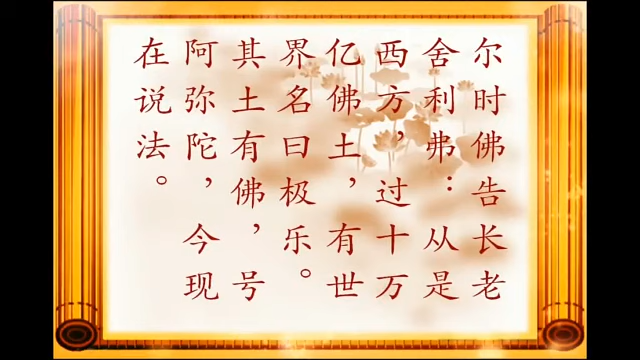 尔时佛告长老
舍利弗：从是
西方，过十万
亿佛土，有世
界名曰极乐。
其土有佛，号
阿弥陀，今现
在说法。